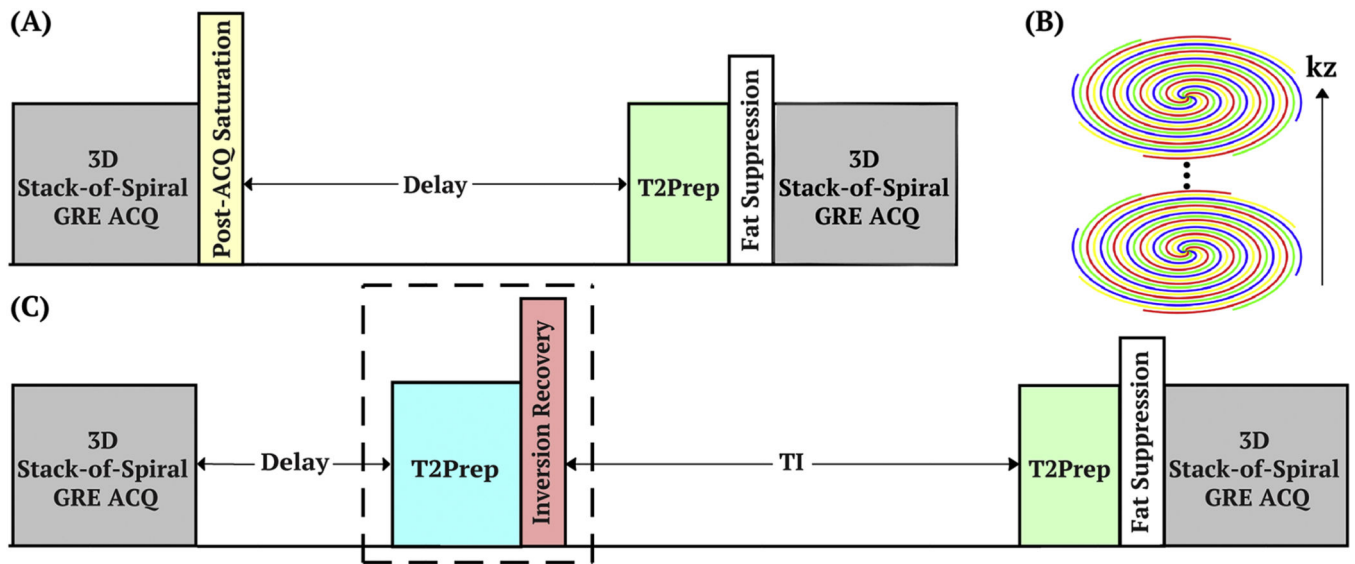 (A)
3D
Stack-of-Spiral
GRE ACQ
Post-ACQ Saturation
Delay
T2Prep
Fat Suppression
3D
Stack-of-Spiral
GRE ACQ
(B)
kz
(C)
3D
Stack-of-Spiral
GRE ACQ
Delay
T2Prep
Inversion Recovery
TI
T2Prep
Fat Suppression
3D
Stack-of-Spiral
GRE ACQ